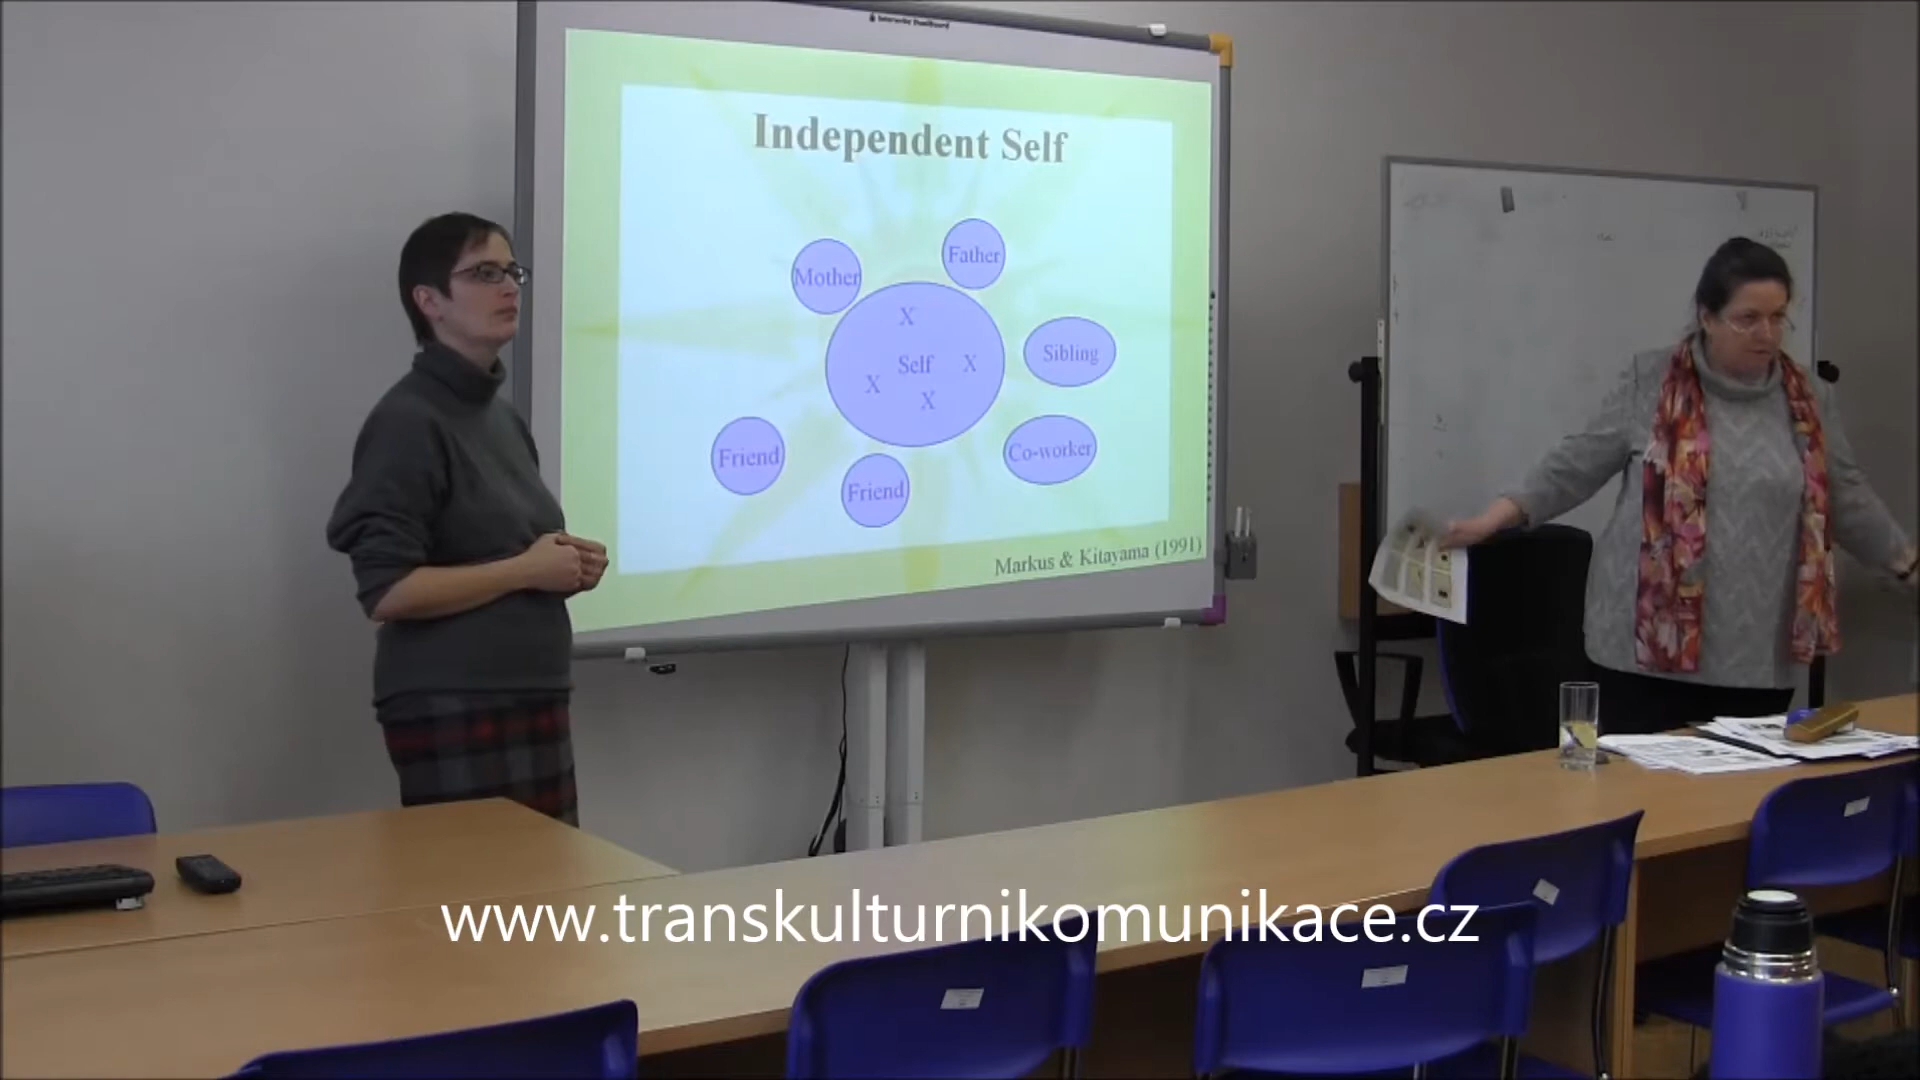 Independent Self
Mother
Father
X
Self
X
X
X
Sibling
Friend
Friend
Co-worker
Markus & Kitayama (1991)
www.transkulturnikomunikace.cz